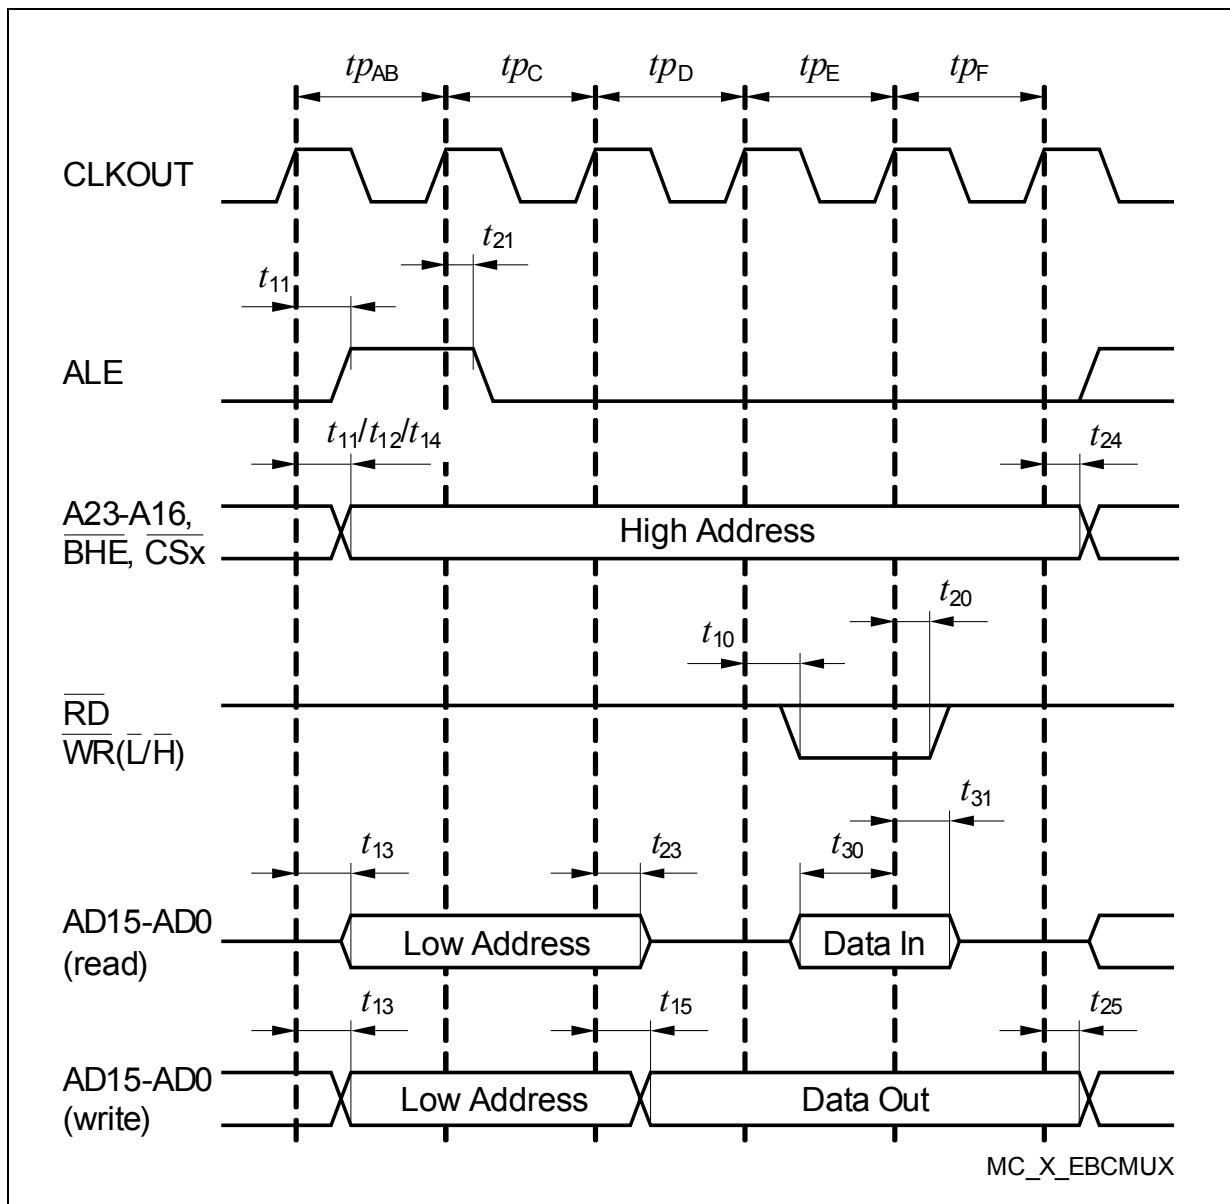 tpAB tpC tpD tpE tpF
CLKOUT
t21
t11
ALE
t11/t12/t14 t24
A23-A16,
BHE, CSx
High Address
t20
t10
RD
WR(L/H)
t31
t13 t23 t30
AD15-AD0
(read)
Low Address Data In
t13 t15 t25
AD15-AD0
(write)
Low Address Data Out
MC_X_EBCMUX